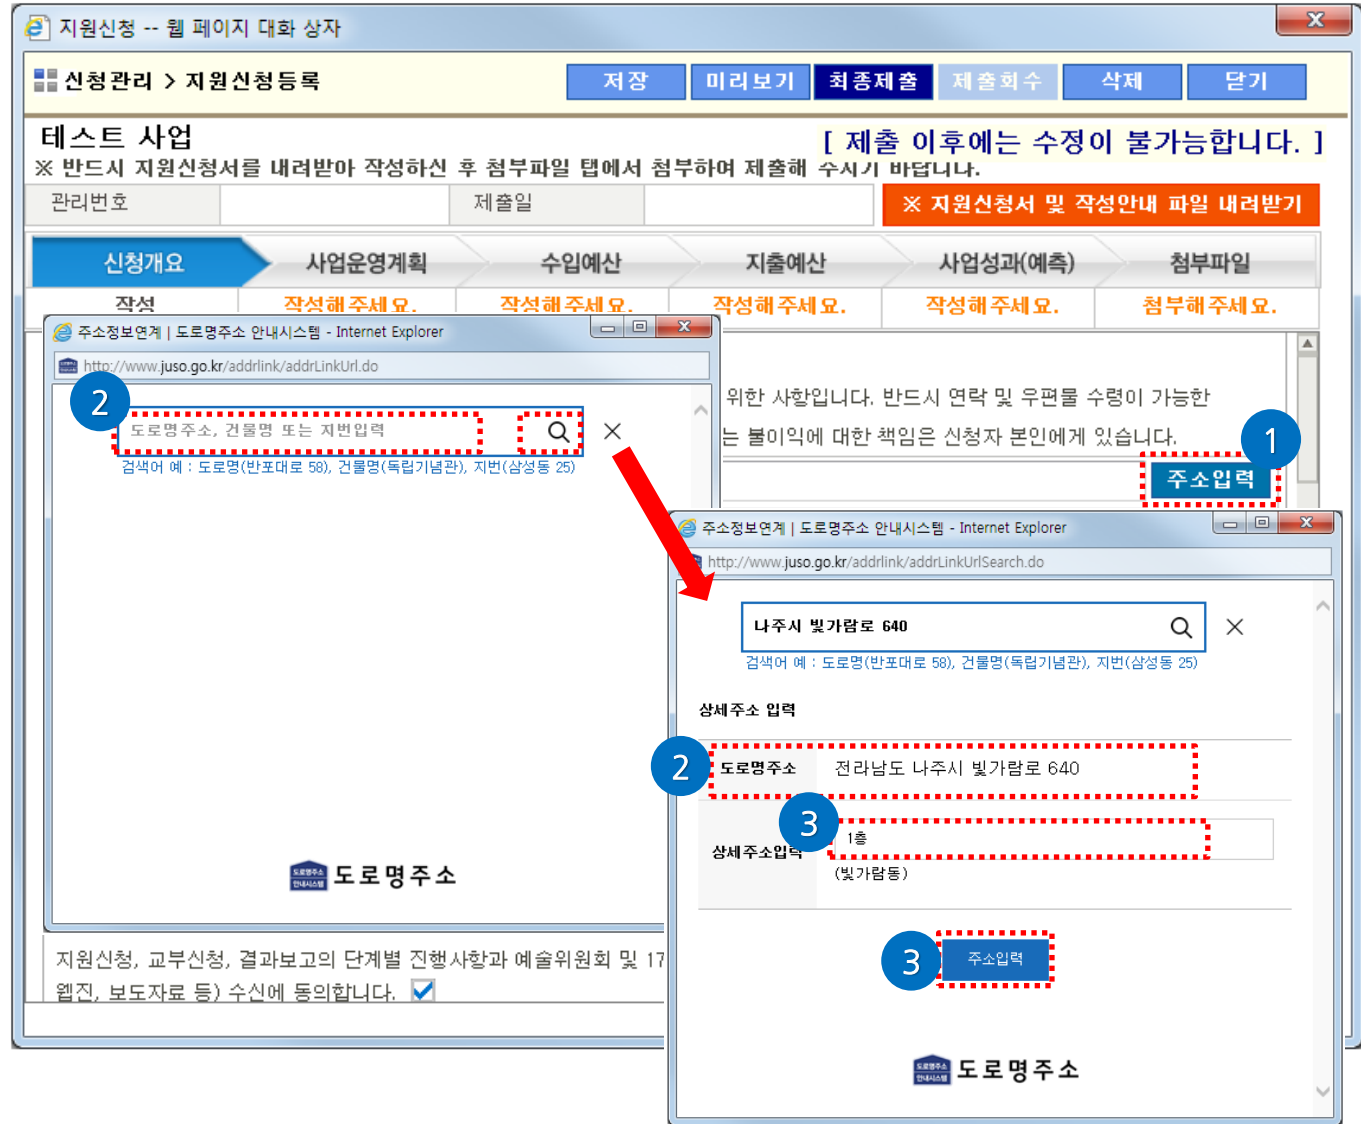 지원신청 -- 웹 페이지 대화 상자
x
신청관리 > 지원신청등록
저장
미리보기
최종제출
제출회수
삭제
닫기
테스트 사업
[ 제출 이후에는 수정이 불가능합니다. ]
※ 반드시 지원신청서를 내려받아 작성하신 후 첨부파일 탭에서 첨부하여 제출해 주시기 바랍니다.
관리번호
제출일
※ 지원신청서 및 작성안내 파일 내려받기
신청개요
사업운영계획
수입예산
지출예산
사업성과(예측)
첨부파일
작성
작성해주세요.
작성해주세요.
작성해주세요.
작성해주세요.
첨부해주세요.
주소정보연계 | 도로명주소 안내시스템 - Internet Explorer
http://www.juso.go.kr/addrlink/addrLinkUrl.do
2
도로명주소, 건물명 또는 지번입력
검색어 예 : 도로명(반포대로 58), 건물명(독립기념관), 지번(삼성동 25)
위한 사항입니다. 반드시 연락 및 우편물 수령이 가능한
는 불이익에 대한 책임은 신청자 본인에게 있습니다.
1
주소입력
주소정보연계 | 도로명주소 안내시스템 - Internet Explorer
http://www.juso.go.kr/addrlink/addrLinkUrlSearch.do
나주시 빛가람로 640
검색어 예 : 도로명(반포대로 58), 건물명(독립기념관), 지번(삼성동 25)
상세주소 입력
2
도로명주소
전라남도 나주시 빛가람로 640
3
상세주소입력
1층
(빛가람동)
3
주소입력
도로명주소
안내시스템
도로명주소
도로명주소
안내시스템
도로명주소
지원신청, 교부신청, 결과보고의 단계별 진행사항과 예술위원회 및 17
웹진, 보도자료 등) 수신에 동의합니다.